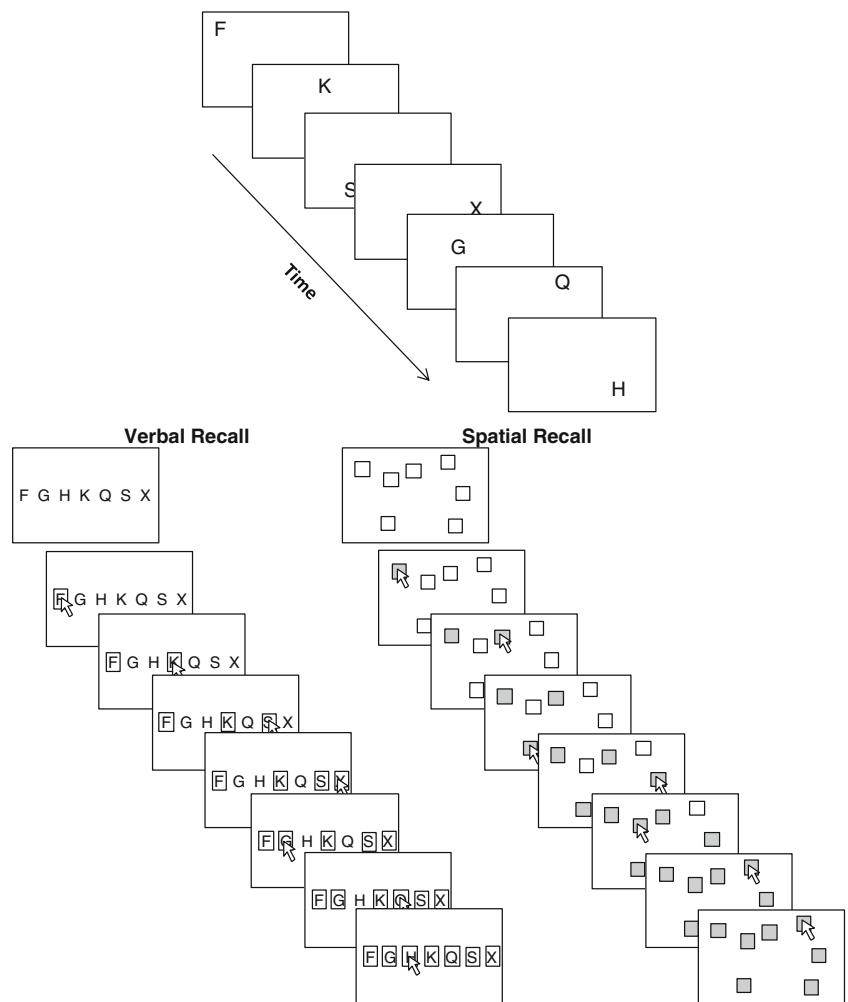 F
K
S
X
G
Q
H
Time
Verbal Recall
Spatial Recall
F G H K Q S X
F G H K Q S X
F G H K Q S X
F G H K Q S X
F G H K Q S X
F G H K Q S X
F G H K Q S X
F G H K Q S X